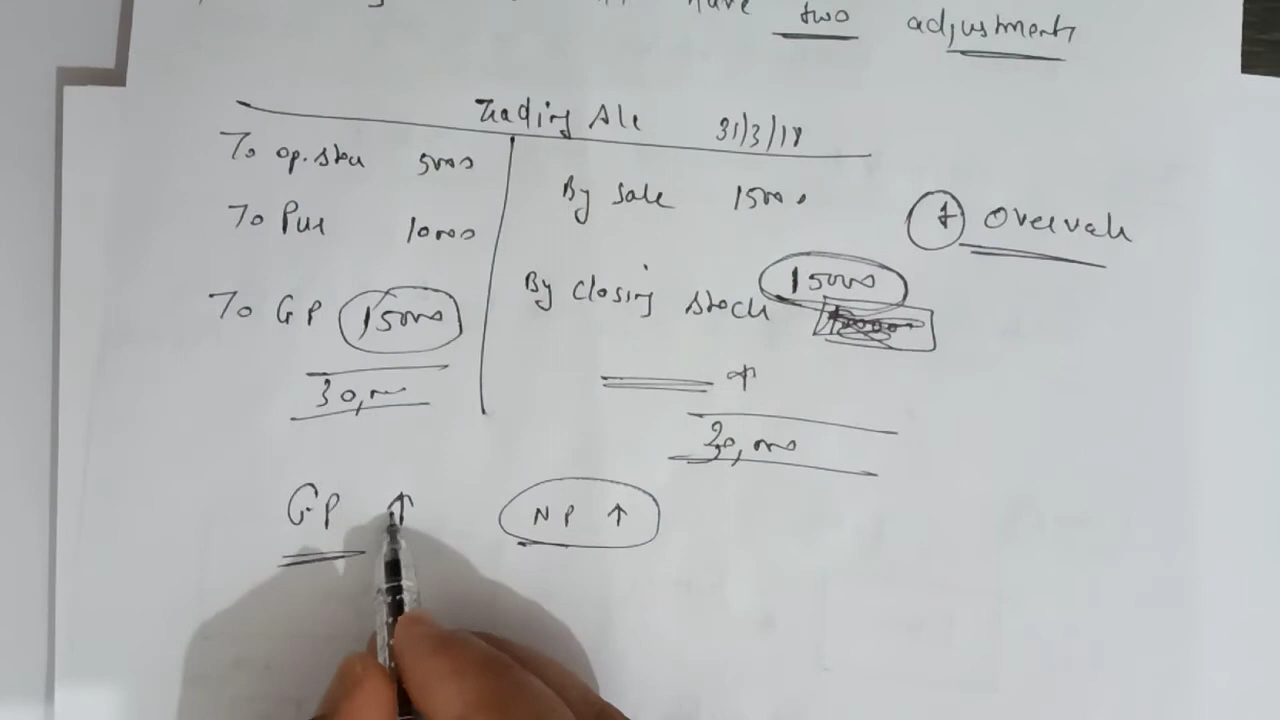 have two adjustments
Trading A/c 31/3/18
To op. stock 5000
By Sale 15000
To Pur 10000
↑ Overvalu
By closing stock 15000
To GP 15000
30,000
30,000
GP ↑ NP ↑